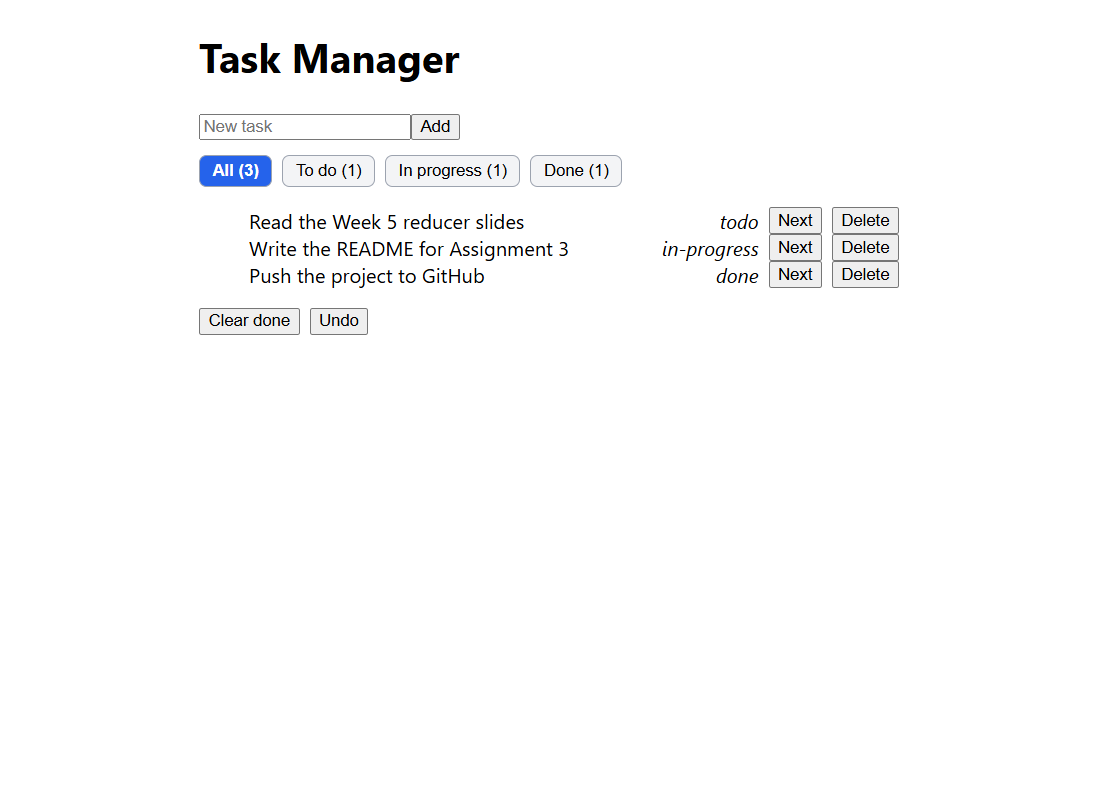 Task Manager
New task Add
All (3) To do (1) In progress (1) Done (1)
Read the Week 5 reducer slides todo Next Delete
Write the README for Assignment 3 in-progress Next Delete
Push the project to GitHub done Next Delete
Clear done Undo